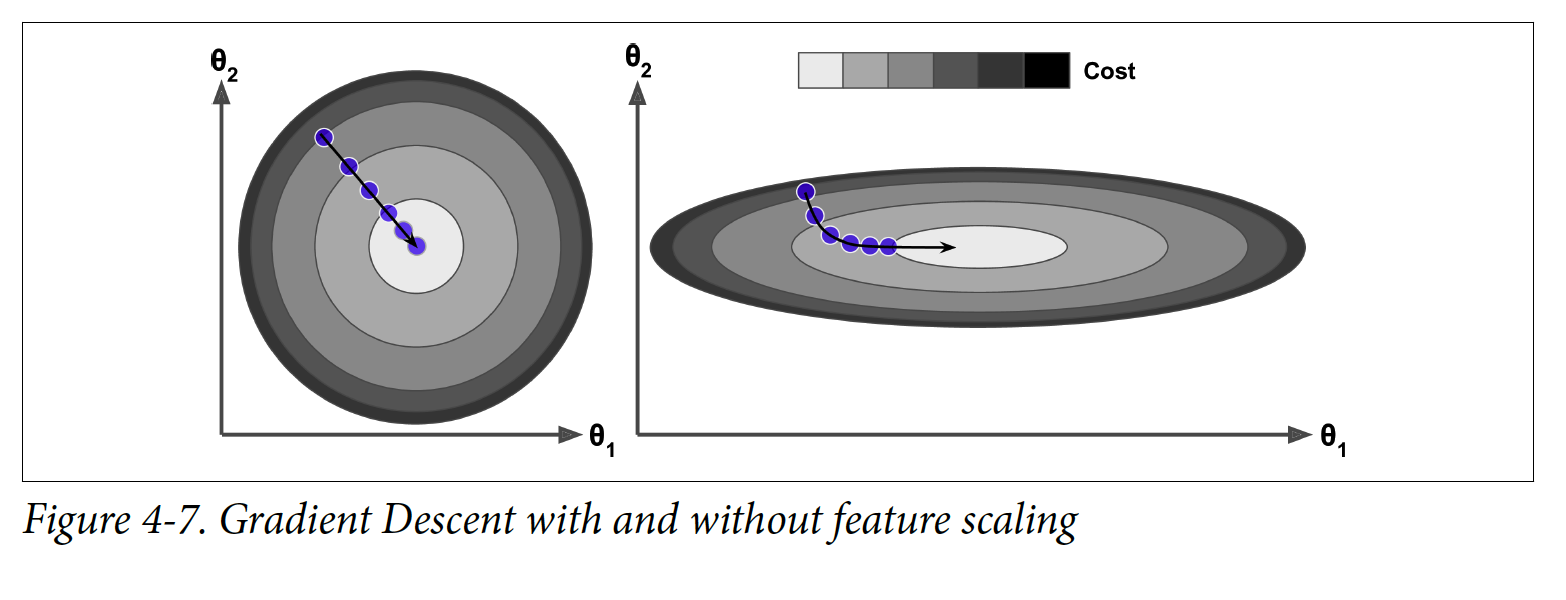 θ2
θ2
Cost
θ1
θ1
Figure 4-7. Gradient Descent with and without feature scaling